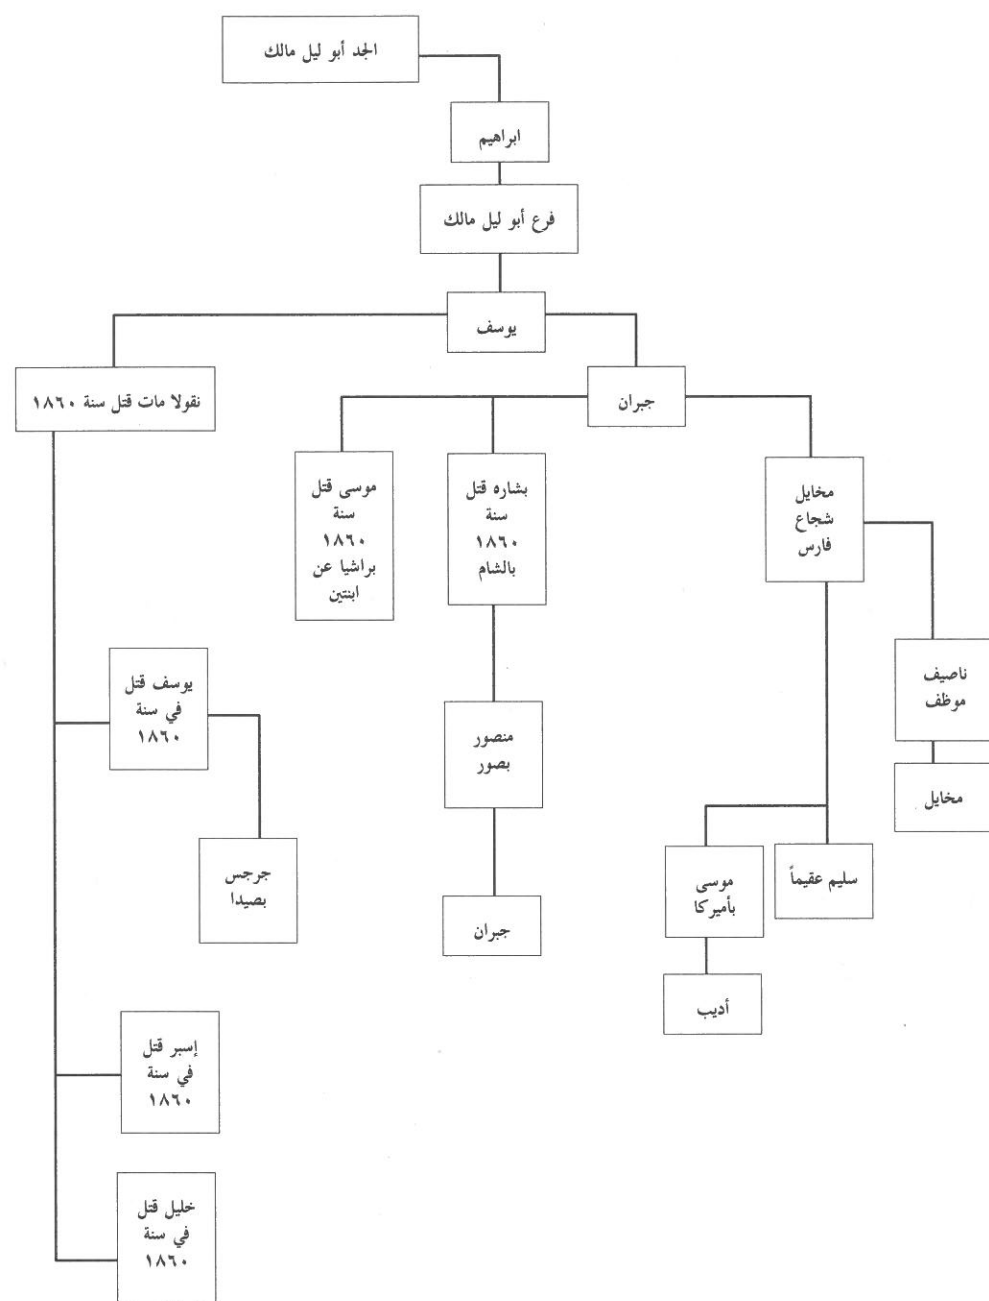 الجد أبو ليل مالك
ابراهيم
فرع أبو ليل مالك
يوسف
جبران
نقولا مات قتل سنة ١٨٦٠
مخايل
شجاع
فارس
بشاره قتل
سنة
١٨٦٠
بالشام
موسى قتل
سنة
١٨٦٠
براشيا عن
ابنتين
ناصيف
موظف
يوسف قتل
في سنة
١٨٦٠
منصور
بصور
مخايل
جرجس
بصيدا
سليم عقيماً
موسى
بأميركا
جبران
أديب
إسبر قتل
في سنة
١٨٦٠
خليل قتل
في سنة
١٨٦٠